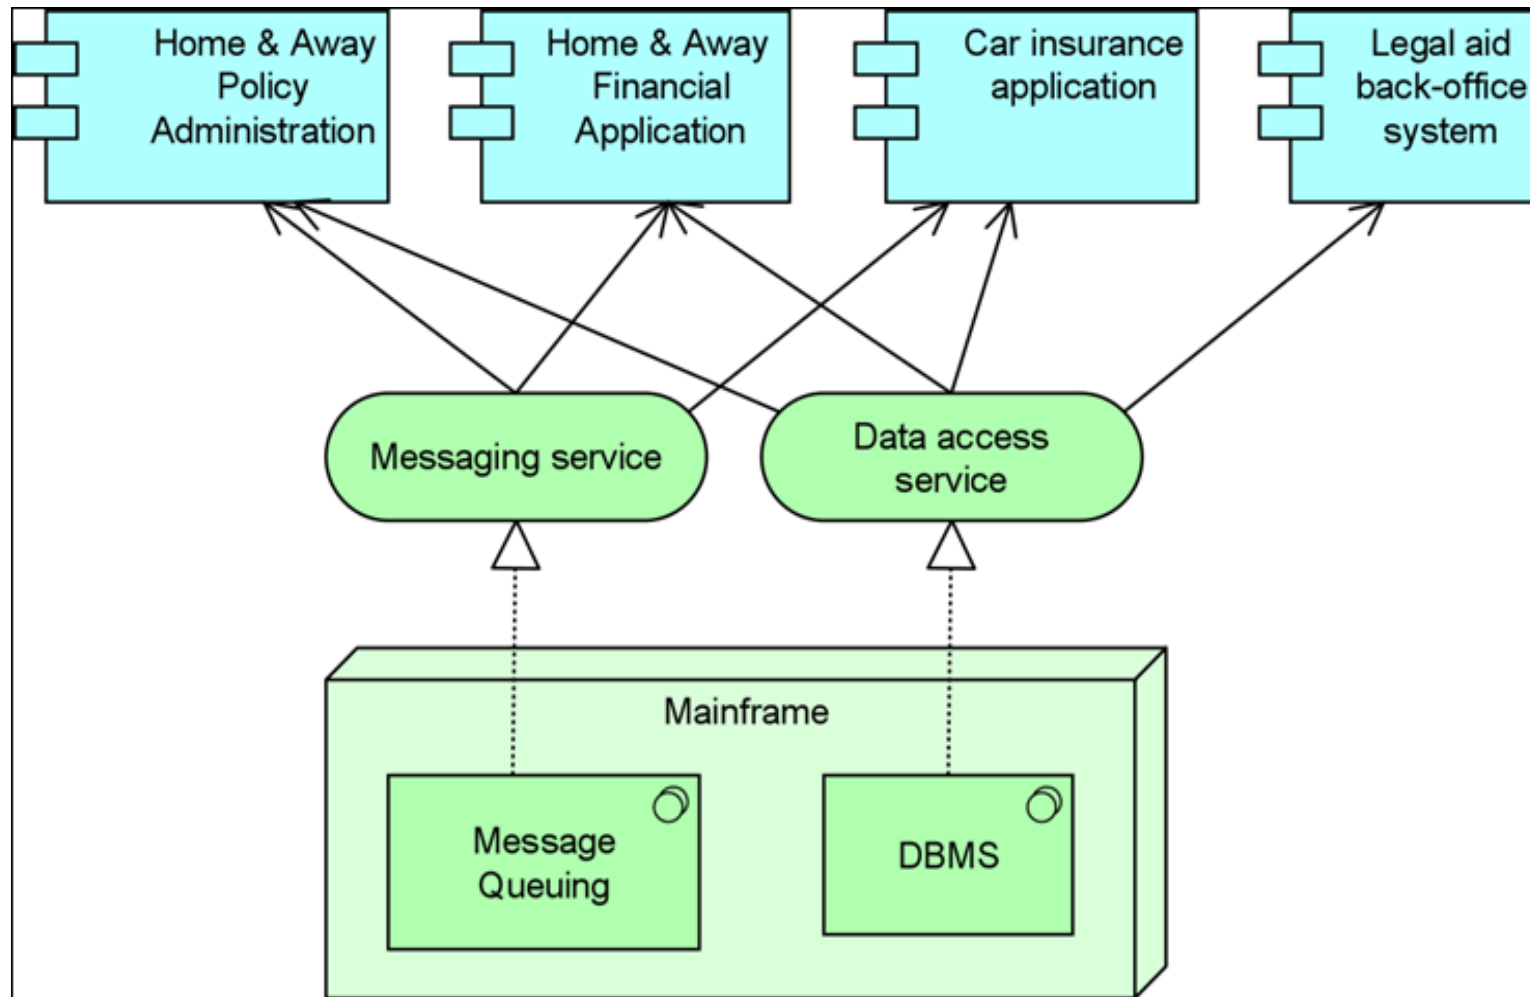 Home & Away
Policy
Administration
Home & Away
Financial
Application
Car insurance
application
Legal aid
back-office
system
Messaging service
Data access
service
Mainframe
Message
Queuing
DBMS